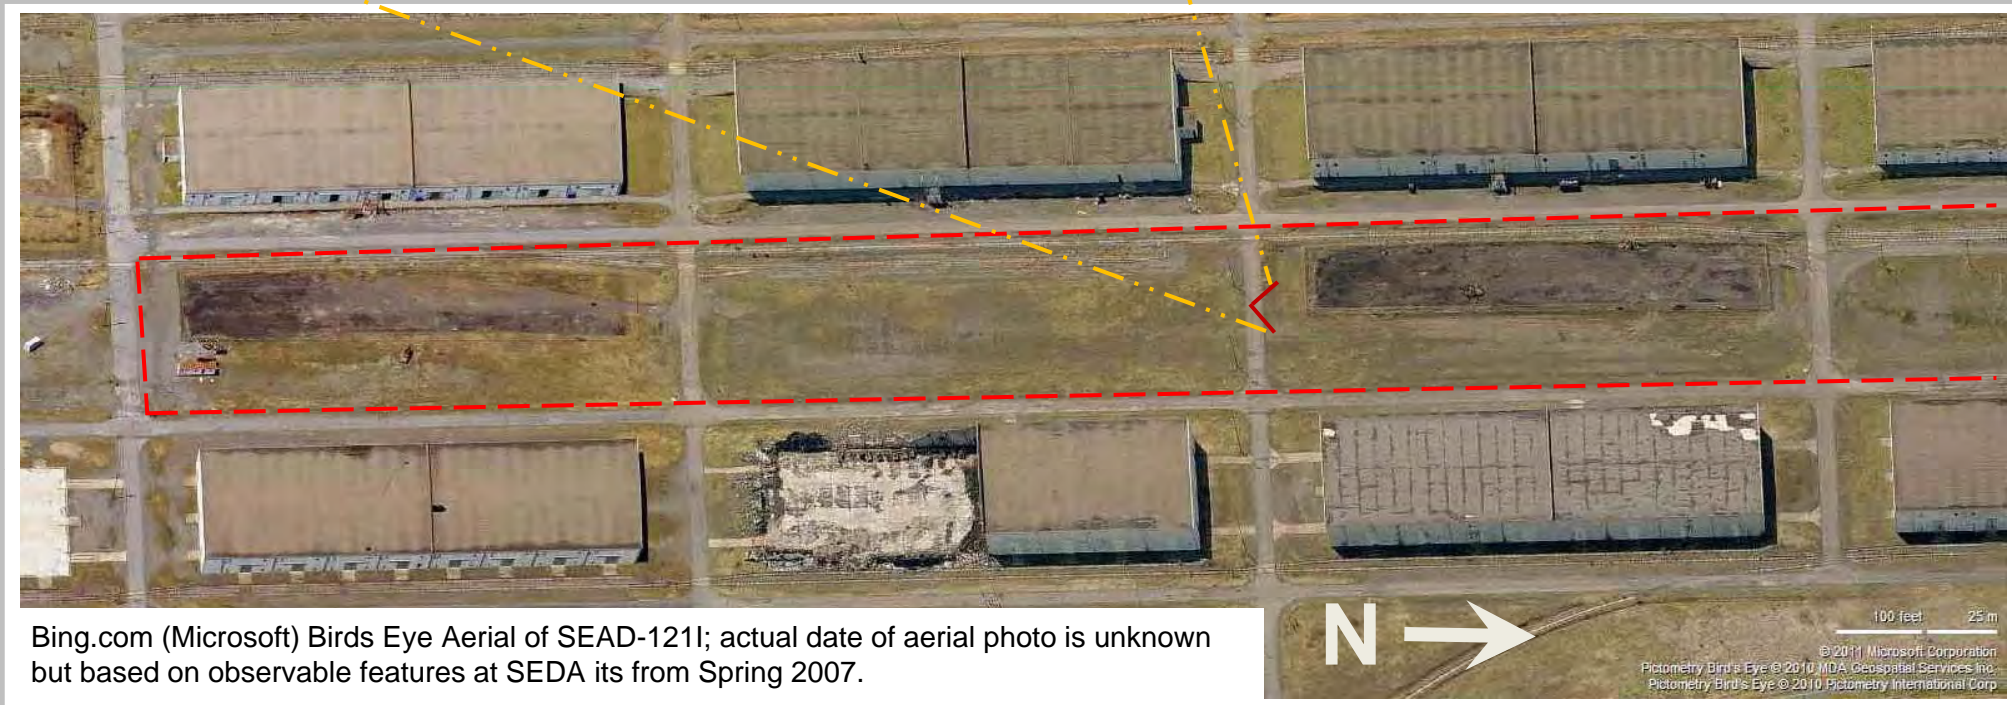 Bing.com (Microsoft) Birds Eye Aerial of SEAD-121I; actual date of aerial photo is unknown
but based on observable features at SEDA its from Spring 2007.
N
100 feet 25 m
© 2011 Microsoft Corporation
Pictometry Bird's Eye © 2010 MDA Geospatial Services Inc
Pictometry Bird's Eye © 2010 Pictometry International Corp